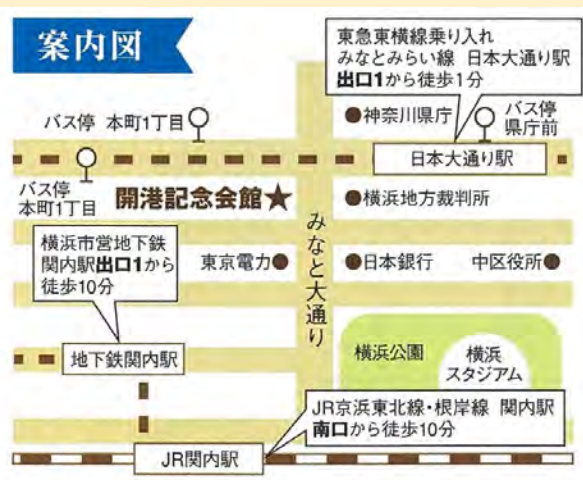 案内図
東急東横線乗り入れ
みなとみらい線 日本大通り駅
出口1から徒歩1分
バス停 本町1丁目
●神奈川県庁
バス停
県庁前
日本大通り駅
バス停
本町1丁目
開港記念会館★
●横浜地方裁判所
みなと大通り
横浜市営地下鉄
関内駅出口1から
徒歩10分
東京電力●
●日本銀行
中区役所●
地下鉄関内駅
横浜公園
横浜
スタジアム
JR京浜東北線・根岸線 関内駅
南口から徒歩10分
JR関内駅